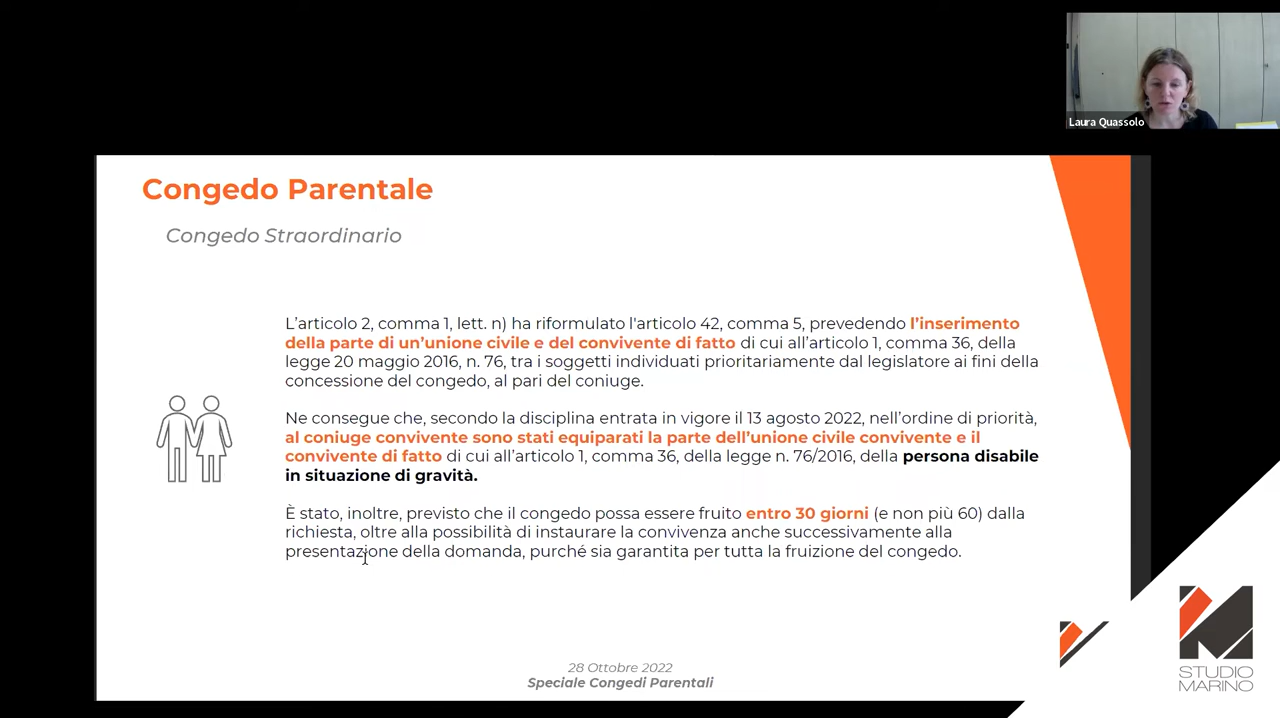 Laura Quassolo
Congedo Parentale
Congedo Straordinario
L’articolo 2, comma 1, lett. n) ha riformulato l'articolo 42, comma 5, prevedendo l’inserimento
della parte di un’unione civile e del convivente di fatto di cui all’articolo 1, comma 36, della
legge 20 maggio 2016, n. 76, tra i soggetti individuati prioritariamente dal legislatore ai fini della
concessione del congedo, al pari del coniuge.
Ne consegue che, secondo la disciplina entrata in vigore il 13 agosto 2022, nell’ordine di priorità,
al coniuge convivente sono stati equiparati la parte dell’unione civile convivente e il
convivente di fatto di cui all’articolo 1, comma 36, della legge n. 76/2016, della persona disabile
in situazione di gravità.
È stato, inoltre, previsto che il congedo possa essere fruito entro 30 giorni (e non più 60) dalla
richiesta, oltre alla possibilità di instaurare la convivenza anche successivamente alla
presentazione della domanda, purché sia garantita per tutta la fruizione del congedo.
28 Ottobre 2022
Speciale Congedi Parentali
STUDIO
MARINO